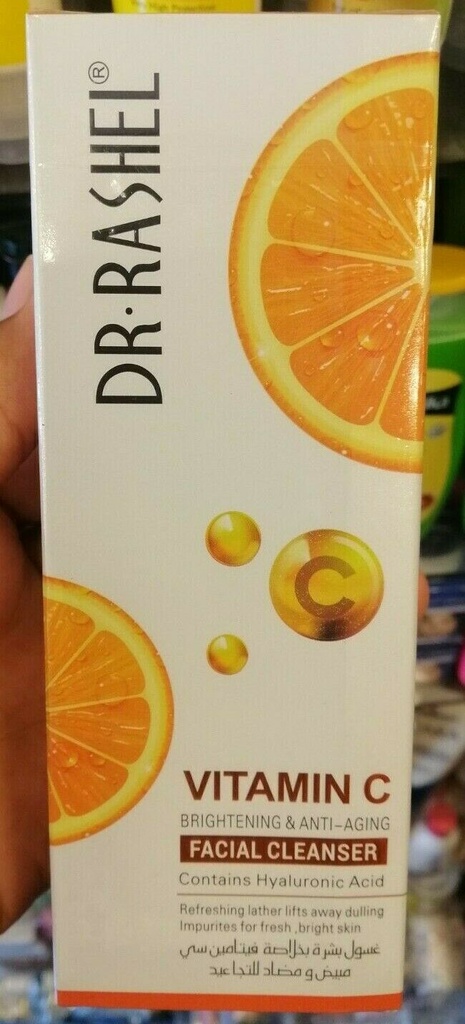 DR·RASHEL®
C
VITAMIN C
BRIGHTENING & ANTI-AGING
FACIAL CLEANSER
Contains Hyaluronic Acid
Refreshing lather lifts away dulling
Impurites for fresh ,bright skin
غسول بشرة بخلاصة فيتامين سي
مبيض و مضاد للتجاعيد